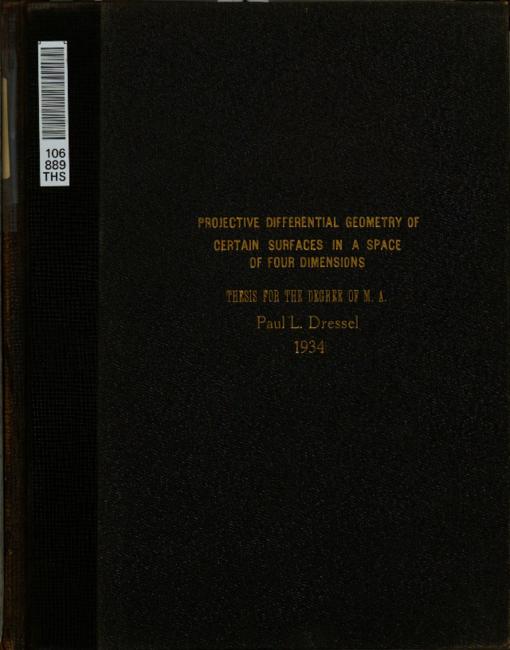 106
889
THS
PROJECTIVE DIFFERENTIAL GEOMETRY OF
CERTAIN SURFACES IN A SPACE
OF FOUR DIMENSIONS
THESIS FOR THE DEGREE OF M. A.
Paul L. Dressel
1934